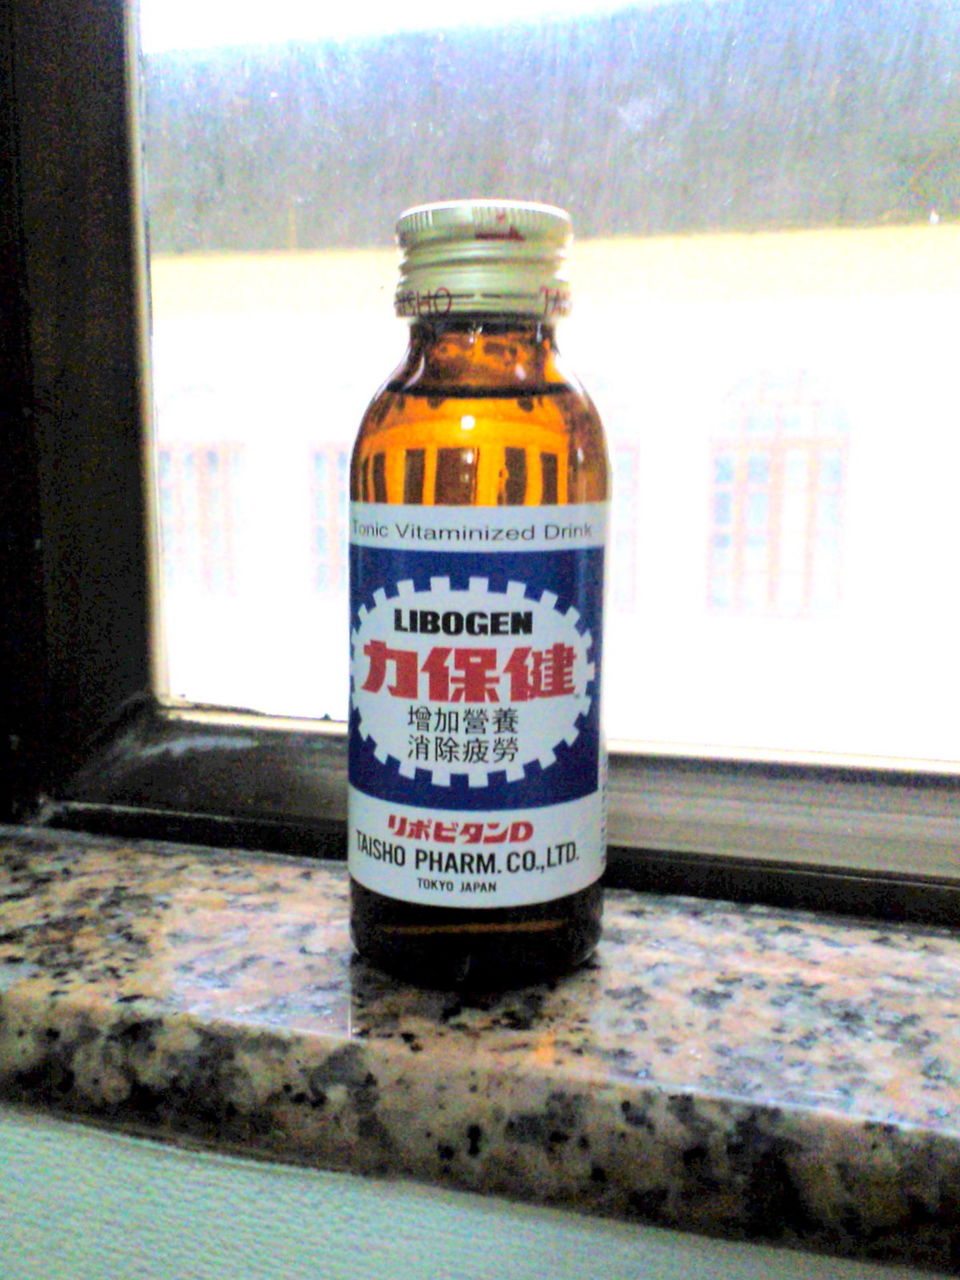 TAISHO
Tonic Vitaminized Drink
LIBOGEN
力保健
增加營養
消除疲勞
リポビタンD
TAISHO PHARM. CO., LTD.
TOKYO JAPAN